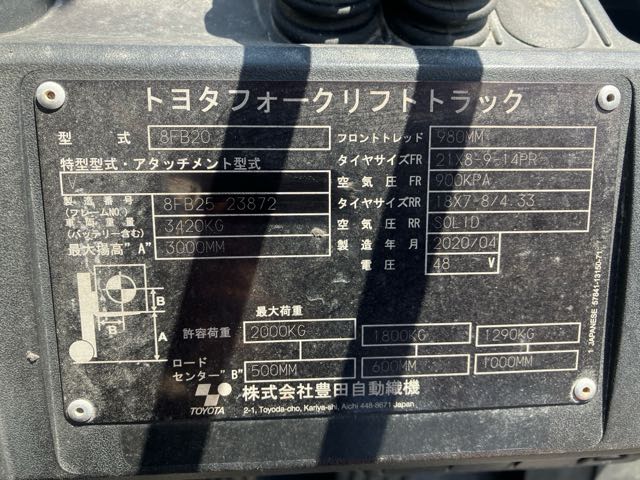 トヨタフォークリフトトラック
型 式 8FB20
特型型式・アタッチメント型式
製造番号 (フレームNO.) 8FB25 23872
車両重量 (バッテリー含む) 3420KG
最大揚高"A" 3000MM
フロントトレッド 980MM
タイヤサイズFR 21X8-9-14PR
空気圧FR 900KPA
タイヤサイズRR 18X7-8/4.33
空気圧RR SOLID
製造年月 2020/04
電圧 48 V
B
B
A
最大荷重
許容荷重 2000KG 1800KG 1290KG
ロードセンター"B" 500MM 600MM 1000MM
TOYOTA
株式会社豊田自動織機
2-1, Toyoda-cho, Kariya-shi, Aichi 448-8671 Japan
1 JAPANESE 57841-13150-71